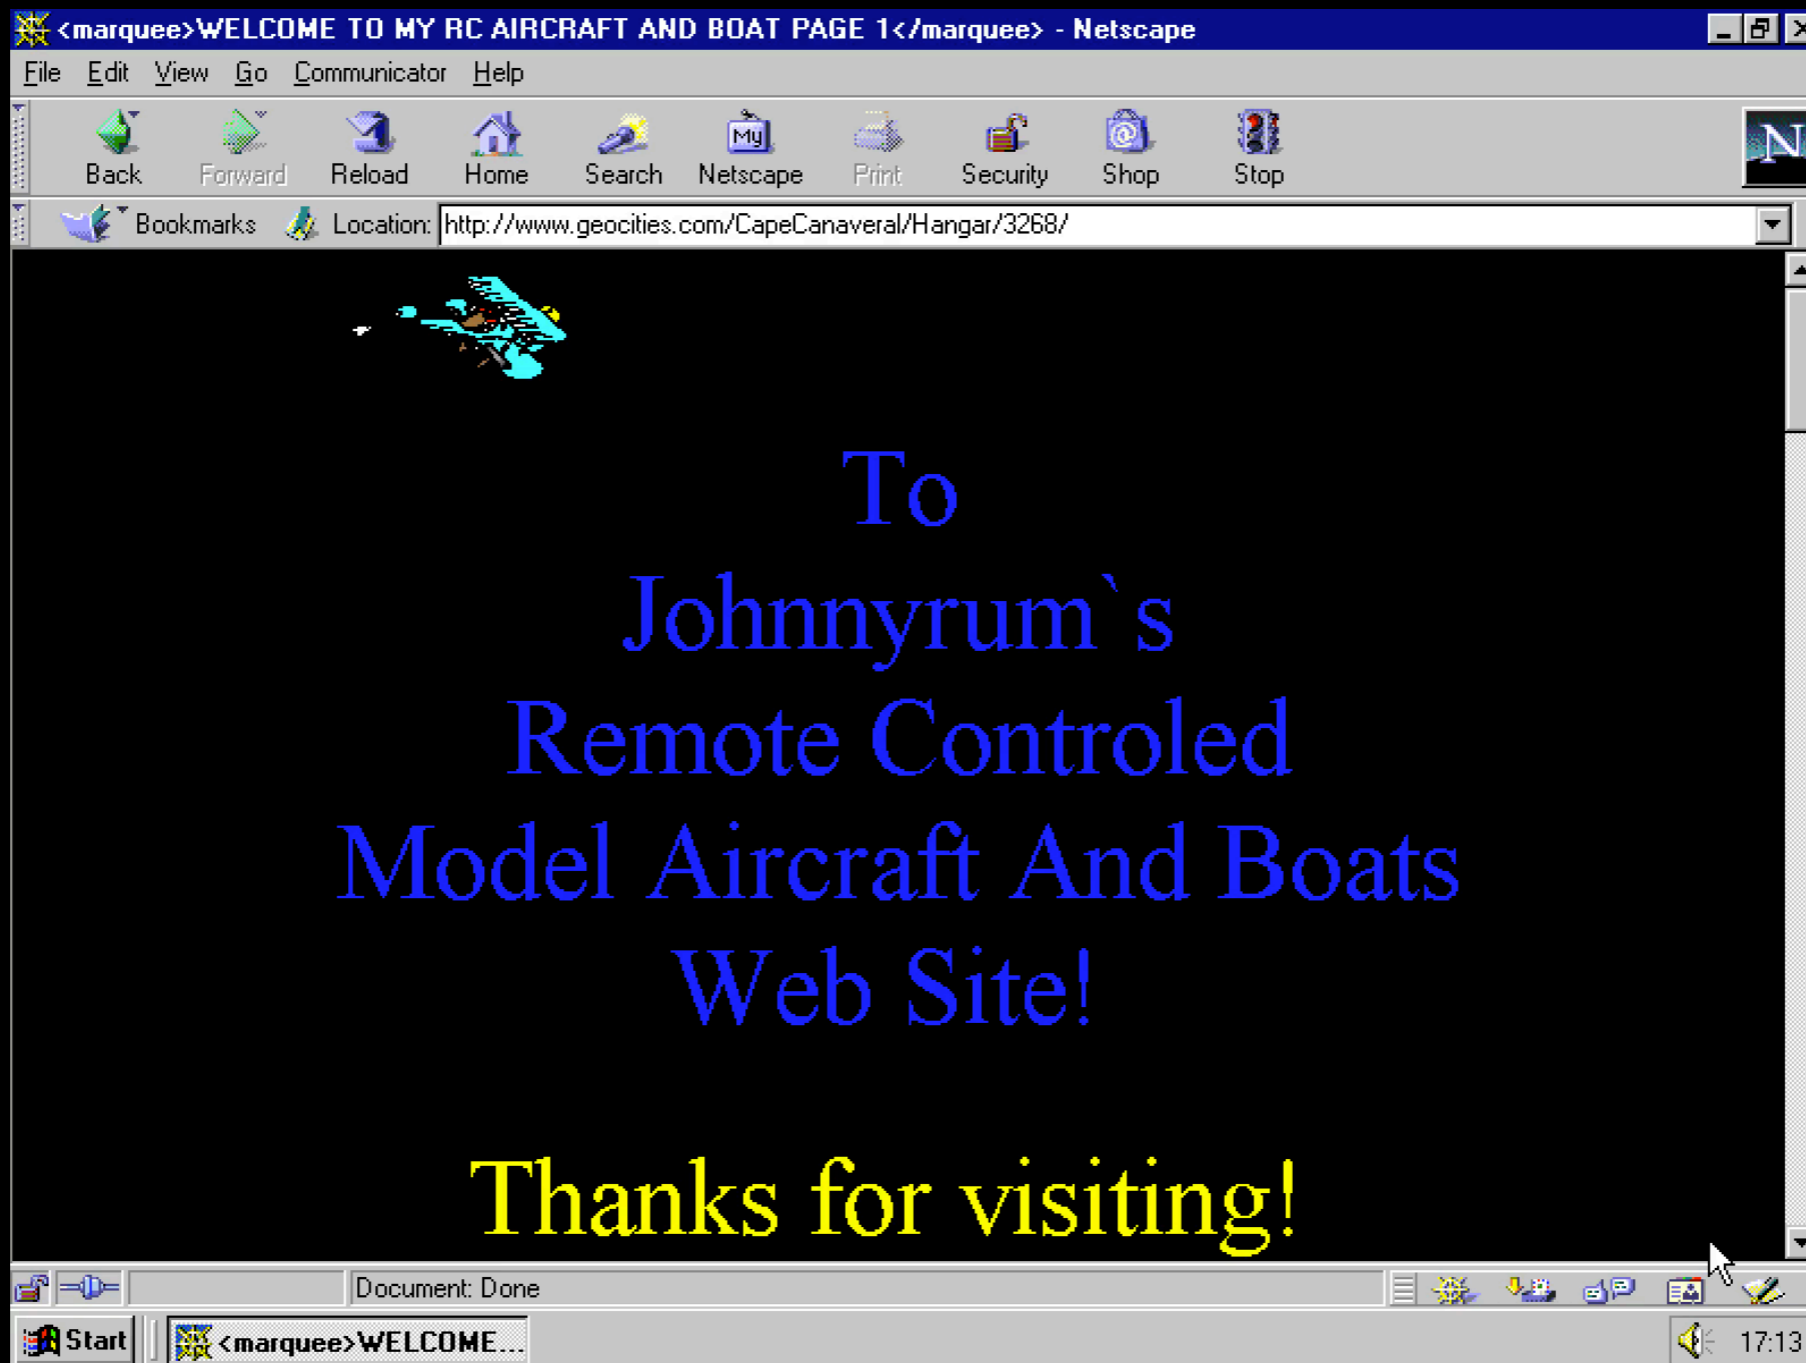 <marquee>WELCOME TO MY RC AIRCRAFT AND BOAT PAGE 1</marquee> - Netscape
File Edit View Go Communicator Help
My
Back Forward Reload Home Search Netscape Print Security Shop Stop
N
Bookmarks Location: http://www.geocities.com/CapeCanaveral/Hangar/3268/
To
Johnnyrum`s
Remote Controled
Model Aircraft And Boats
Web Site!
Thanks for visiting!
Document: Done
Start <marquee>WELCOME... 17:13